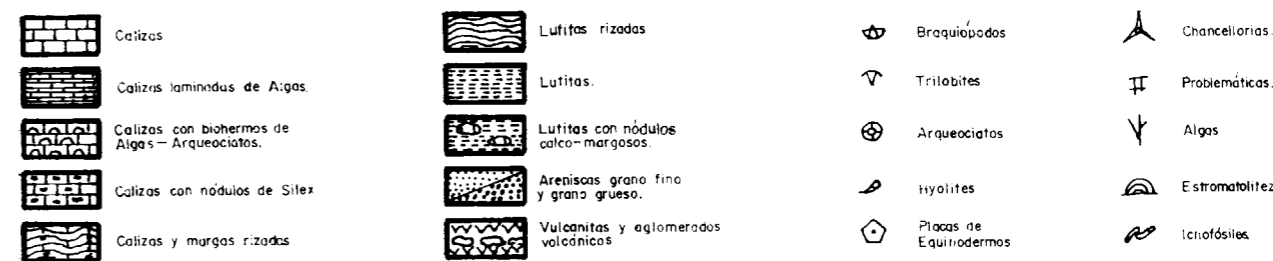 Calizas
Calizas laminadas de Algas.
Calizas con biohermos de
Algas – Arqueociatos.
Calizas con nódulos de Silex
Calizas y margas rizadas
Lutitas rizadas
Lutitas.
Lutitas con nódulos
calco-margosos.
Areniscas grano fino
y grano grueso.
Vulcanitas y aglomerados
volcánicos
Braquiópodos
Trilobites
Arqueociatos
Hyolites
Placas de
Equinodermos
Chancellorias.
Problemáticas.
Algas
Estromatolitez
Icnofósiles.